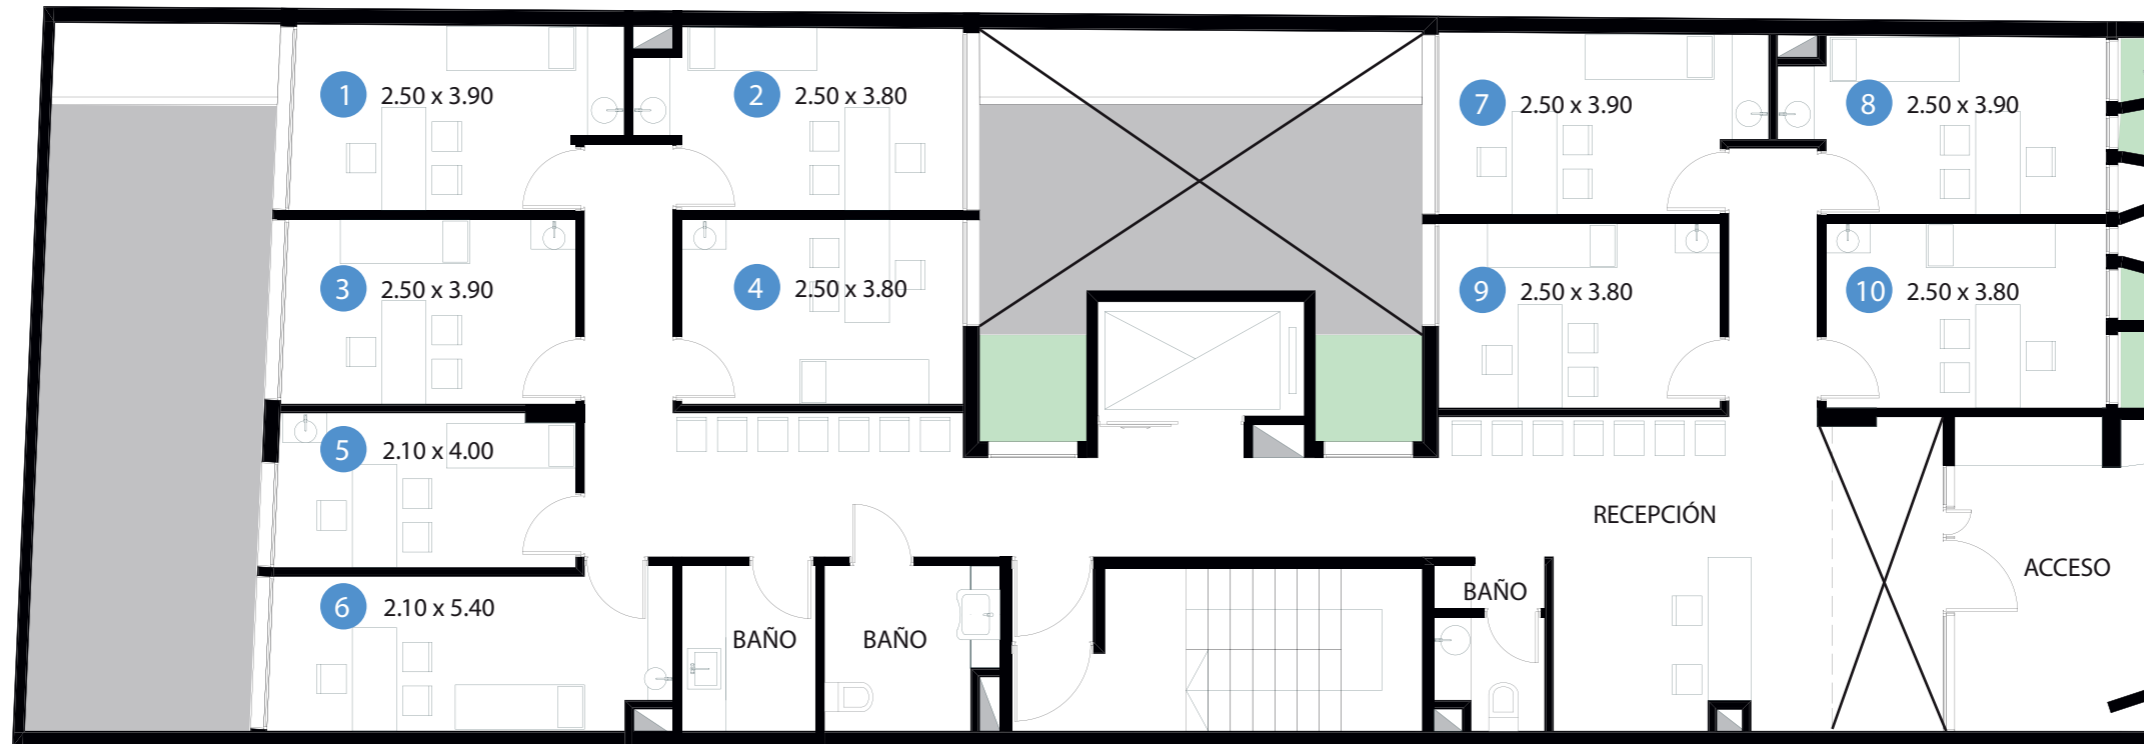 1 2.50 x 3.90
2 2.50 x 3.80
7 2.50 x 3.90
8 2.50 x 3.90
3 2.50 x 3.90
4 2.50 x 3.80
9 2.50 x 3.80
10 2.50 x 3.80
5 2.10 x 4.00
RECEPCIÓN
ACCESO
6 2.10 x 5.40
BAÑO
BAÑO
BAÑO